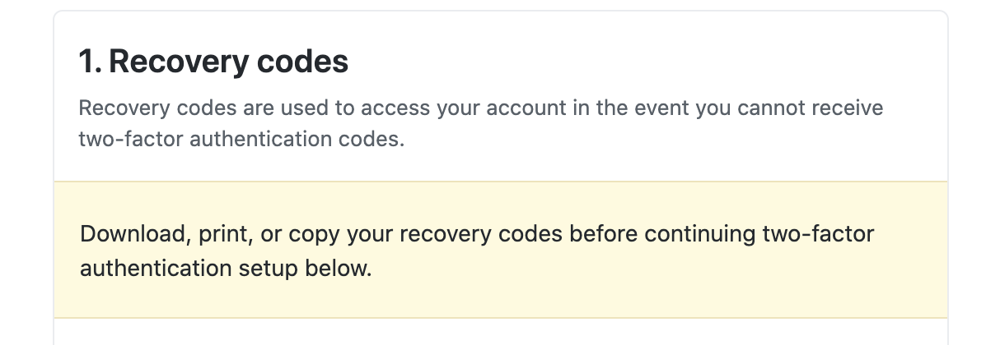 1. Recovery codes
Recovery codes are used to access your account in the event you cannot receive
two-factor authentication codes.
Download, print, or copy your recovery codes before continuing two-factor
authentication setup below.